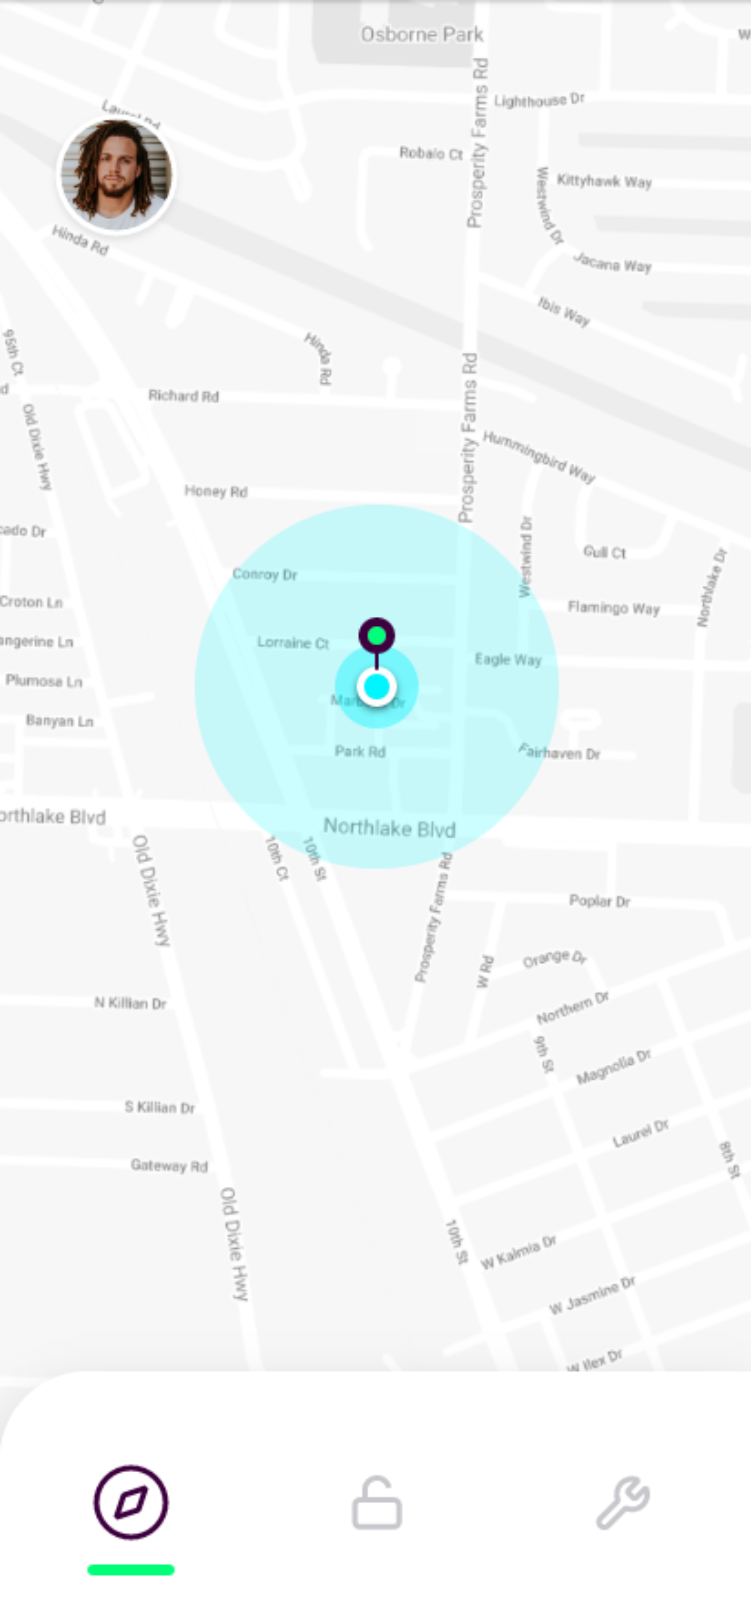 Osborne Park
Lighthouse Dr
Prosperity Farms Rd
Robalo Ct
Kittyhawk Way
Westwind Dr
Hinda Rd
Jacana Way
Ibis Way
95th Ct
Hinda Rd
Richard Rd
Prosperity Farms Rd
Old Dixie Hwy
Hummingbird Way
Honey Rd
Westwind Dr
Gull Ct
Northlake Dr
Conroy Dr
Croton Ln
Flamingo Way
Lorraine Ct
Eagle Way
Plumosa Ln
Banyan Ln
Park Rd
Fairhaven Dr
Northlake Blvd
10th Ct
10th St
Old Dixie Hwy
Prosperity Farms Rd
Poplar Dr
W Rd
Orange Dr
N Killian Dr
Northern Dr
9th St
Magnolia Dr
S Killian Dr
Laurel Dr
Gateway Rd
8th St
Old Dixie Hwy
10th St
W Kalmia Dr
W Jasmine Dr
W Ilex Dr